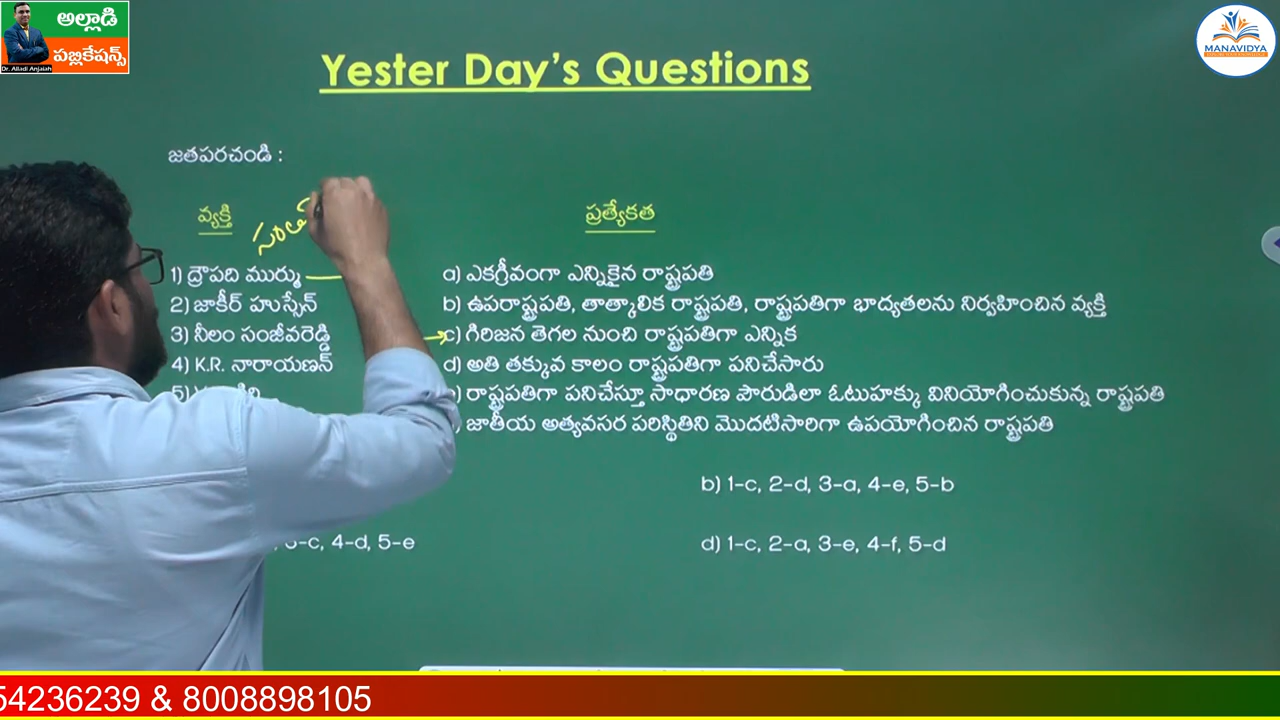 అల్లాడి
పబ్లికేషన్స్
Dr. Alladi Anjaiah
MANAVIDYA
Yester Day's Questions
జతపరచండి :
వ్యక్తి
ప్రత్యేకత
1) ద్రౌపది ముర్ము
a) ఎకగ్రీవంగా ఎన్నికైన రాష్ట్రపతి
2) జాకీర్ హుస్సేన్
b) ఉపరాష్ట్రపతి, తాత్కాలిక రాష్ట్రపతి, రాష్ట్రపతిగా భాద్యతలను నిర్వహించిన వ్యక్తి
3) నీలం సంజీవరెడ్డి
c) గిరిజన తెగల నుంచి రాష్ట్రపతిగా ఎన్నిక
4) K.R. నారాయణన్
d) అతి తక్కువ కాలం రాష్ట్రపతిగా పనిచేసారు
5)
రాష్ట్రపతిగా పనిచేస్తూ సాధారణ పౌరుడిలా ఓటుహక్కు వినియోగించుకున్న రాష్ట్రపతి
జాతీయ అత్యవసర పరిస్థితిని మొదటిసారిగా ఉపయోగించిన రాష్ట్రపతి
b) 1-c, 2-d, 3-a, 4-e, 5-b
4-d, 5-e
d) 1-c, 2-a, 3-e, 4-f, 5-d
54236239 & 8008898105